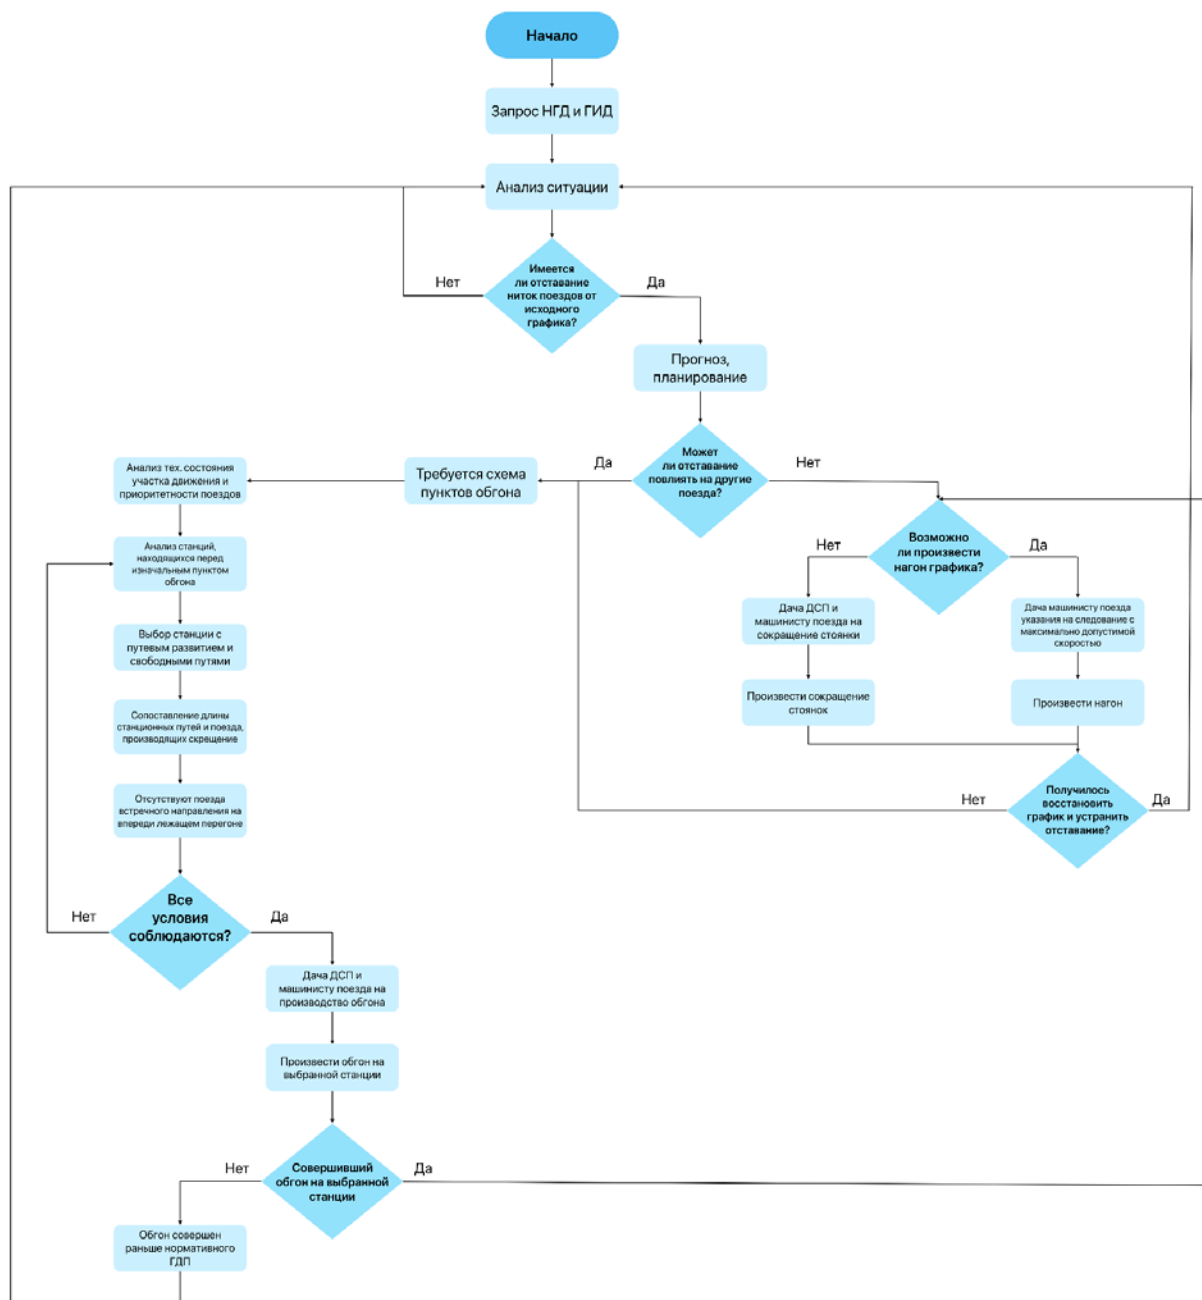 Начало
Запрос НГД и ГИД
Анализ ситуации
Имеется
ли отставание
ниток поездов от
исходного
графика?
Нет
Да
Прогноз,
планирование
Может
ли отставание
повлиять на другие
поезда?
Да
Нет
Требуется схема
пунктов обгона
Анализ тех. состояния
участка движения и
приоритетности поездов
Анализ станций,
находящихся перед
изначальным пунктом
обгона
Выбор станции с
путевым развитием и
свободными путями
Сопоставление длины
станционных путей и поезда,
производящих скрещение
Отсутствуют поезда
встречного направления на
впереди лежащем перегоне
Все
условия
соблюдаются?
Нет
Да
Возможно
ли произвести
нагон графика?
Нет
Да
Дача ДСП и
машинисту поезда на
сокращение стоянки
Произвести сокращение
стоянок
Дача машинисту поезда
указания на следование с
максимально допустимой
скоростью
Произвести нагон
Получилось
восстановить
график и устранить
отставание?
Нет
Да
Дача ДСП и
машинисту поезда на
производство обгона
Произвести обгон на
выбранной станции
Совершивший
обгон на выбранной
станции
Нет
Да
Обгон совершен
раньше нормативного
ГДП